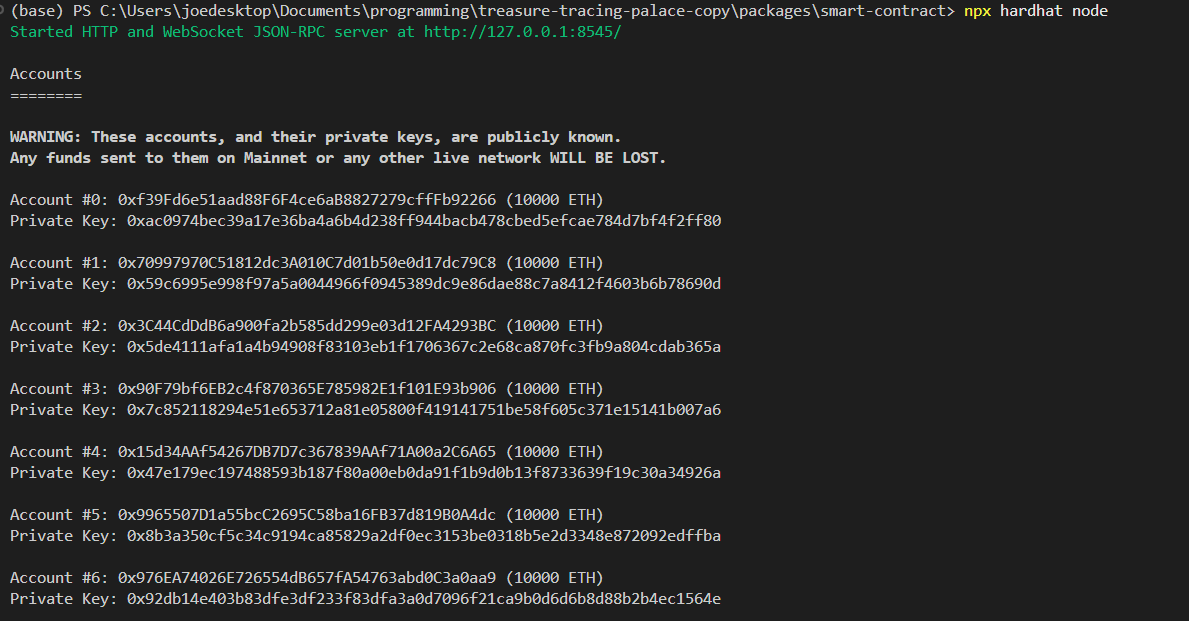 (base) PS C:\Users\joedesktop\Documents\programming\treasure-tracing-palace-copy\packages\smart-contract> npx hardhat node
Started HTTP and WebSocket JSON-RPC server at http://127.0.0.1:8545/
Accounts
========
WARNING: These accounts, and their private keys, are publicly known.
Any funds sent to them on Mainnet or any other live network WILL BE LOST.
Account #0: 0xf39Fd6e51aad88F6F4ce6aB8827279cffFb92266 (10000 ETH)
Private Key: 0xac0974bec39a17e36ba4a6b4d238ff944bacb478cbed5efcae784d7bf4f2ff80
Account #1: 0x70997970C51812dc3A010C7d01b50e0d17dc79C8 (10000 ETH)
Private Key: 0x59c6995e998f97a5a0044966f0945389dc9e86dae88c7a8412f4603b6b78690d
Account #2: 0x3C44CdDdB6a900fa2b585dd299e03d12FA4293BC (10000 ETH)
Private Key: 0x5de4111afa1a4b94908f83103eb1f1706367c2e68ca870fc3fb9a804cdab365a
Account #3: 0x90F79bf6EB2c4f870365E785982E1f101E93b906 (10000 ETH)
Private Key: 0x7c852118294e51e653712a81e05800f419141751be58f605c371e15141b007a6
Account #4: 0x15d34AAf54267DB7D7c367839AAf71A00a2C6A65 (10000 ETH)
Private Key: 0x47e179ec197488593b187f80a00eb0da91f1b9d0b13f8733639f19c30a34926a
Account #5: 0x9965507D1a55bcC2695C58ba16FB37d819B0A4dc (10000 ETH)
Private Key: 0x8b3a350cf5c34c9194ca85829a2df0ec3153be0318b5e2d3348e872092edffba
Account #6: 0x976EA74026E726554dB657fA54763abd0C3a0aa9 (10000 ETH)
Private Key: 0x92db14e403b83dfe3df233f83dfa3a0d7096f21ca9b0d6d6b8d88b2b4ec1564e